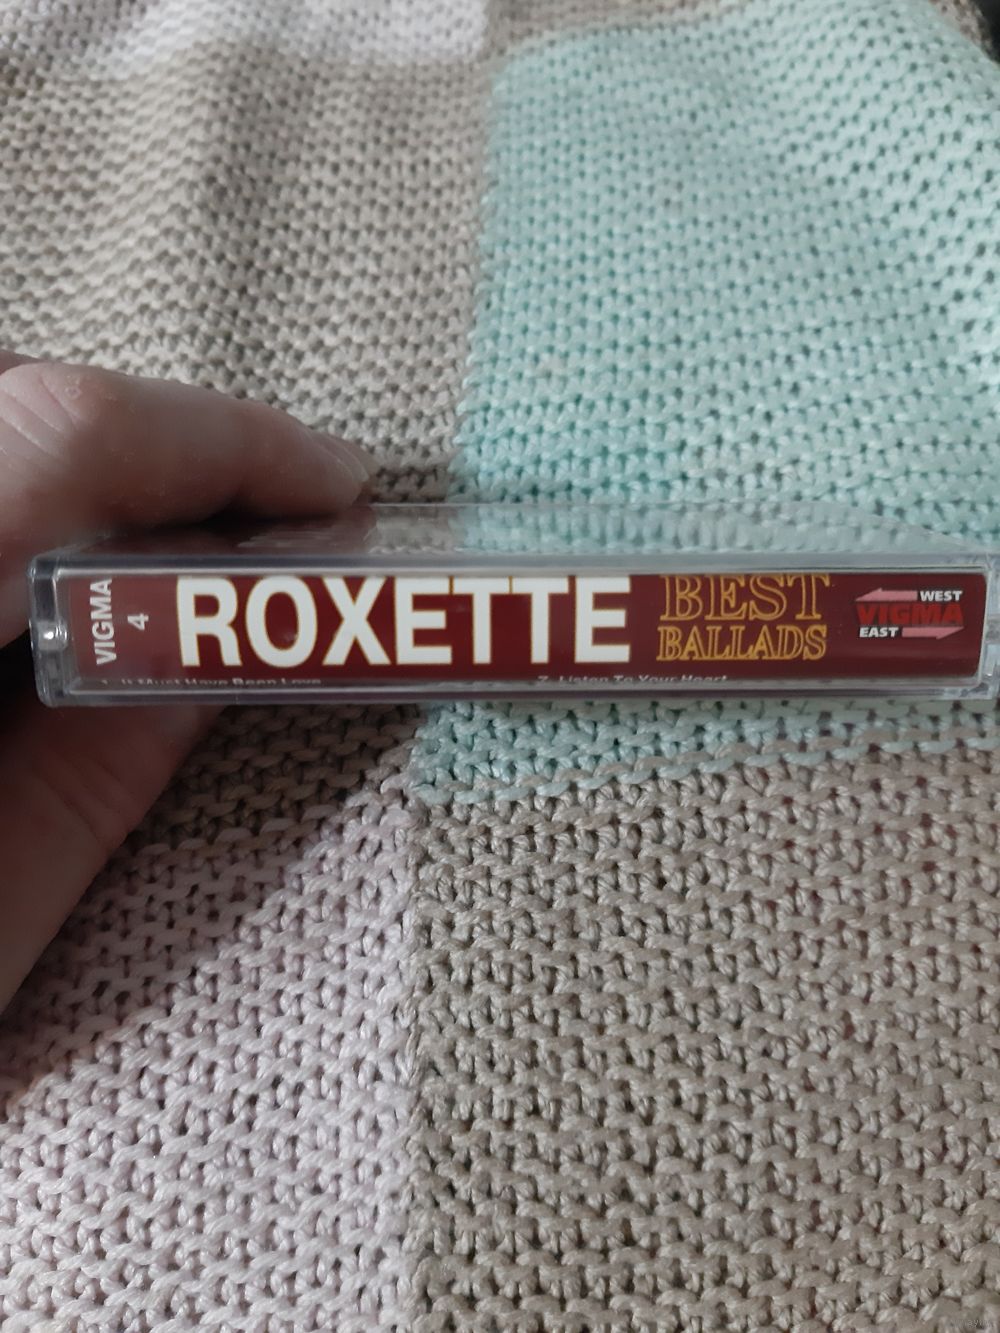 VIGMA
4
ROXETTE
BEST
BALLADS
WEST
VIGMA
EAST
1. It Must Have Been Love
7. Listen To Your Heart